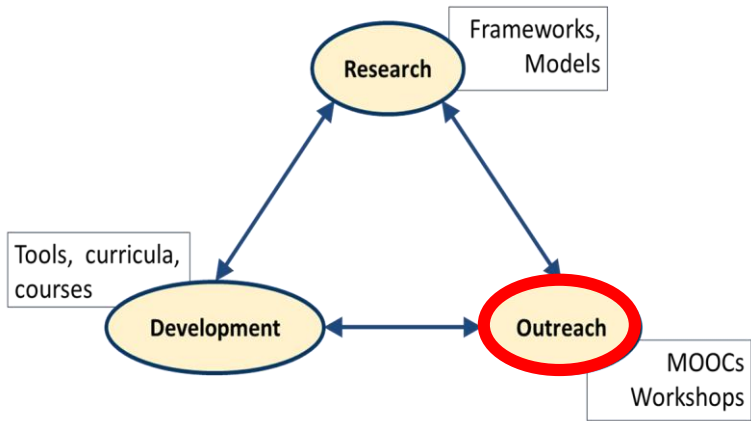 Frameworks,
Models
Research
Tools, curricula,
courses
Development
Outreach
MOOCs
Workshops